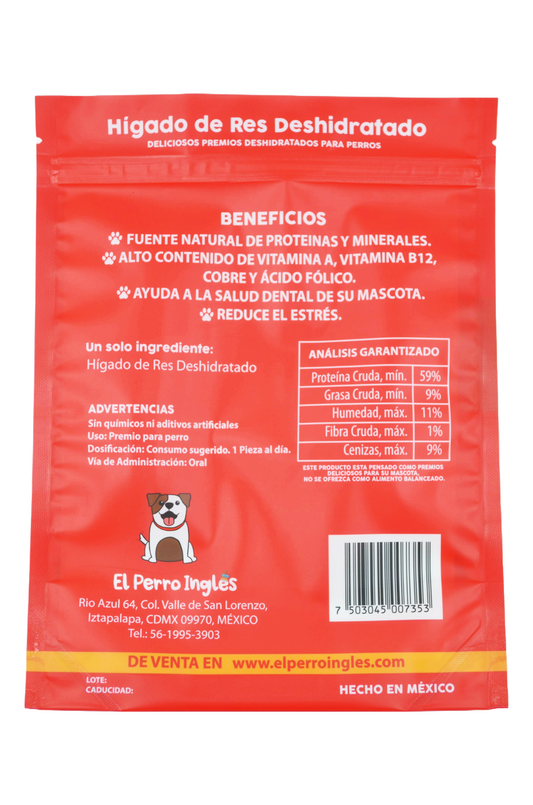 Hígado de Res Deshidratado
DELICIOSOS PREMIOS DESHIDRATADOS PARA PERROS
BENEFICIOS
FUENTE NATURAL DE PROTEINAS Y MINERALES.
ALTO CONTENIDO DE VITAMINA A, VITAMINA B12,
COBRE Y ÁCIDO FÓLICO.
AYUDA A LA SALUD DENTAL DE SU MASCOTA.
REDUCE EL ESTRÉS.
Un solo ingrediente:
Hígado de Res Deshidratado
ANÁLISIS GARANTIZADO
Proteína Cruda, mín. 59%
Grasa Cruda, mín. 9%
Humedad, máx. 11%
Fibra Cruda, máx. 1%
Cenizas, máx. 9%
ESTE PRODUCTO ESTA PENSADO COMO PREMIOS
DELICIOSOS PARA SU MASCOTA.
NO SE OFREZCA COMO ALIMENTO BALANCEADO.
ADVERTENCIAS
Sin químicos ni aditivos artificiales
Uso: Premio para perro
Dosificación: Consumo sugerido. 1 Pieza al día.
Vía de Administración: Oral
El Perro Inglés
Rio Azul 64, Col. Valle de San Lorenzo,
Iztapalapa, CDMX 09970, MÉXICO
Tel.: 56-1995-3903
7 503045 007353
DE VENTA EN www.elperroingles.com
LOTE:
CADUCIDAD:
HECHO EN MÉXICO